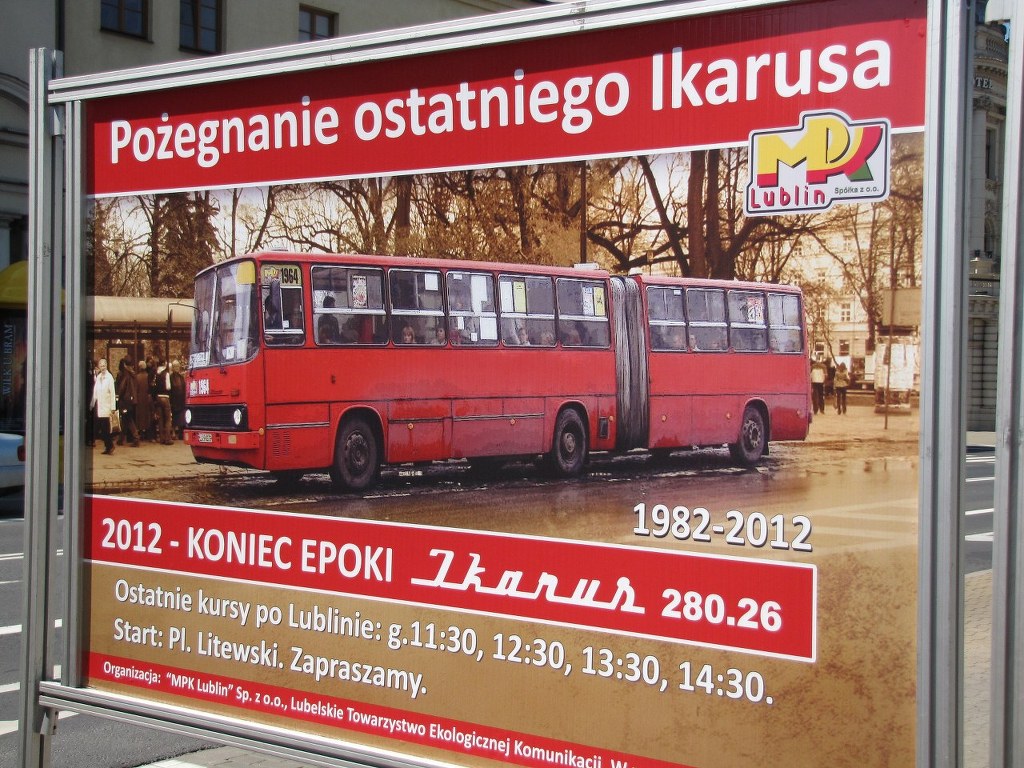 Pożegnanie ostatniego Ikarusa
MPK
Lublin Spółka z o.o.
1964
1964
1982-2012
2012 - KONIEC EPOKI Ikarus 280.26
Ostatnie kursy po Lublinie: g.11:30, 12:30, 13:30, 14:30.
Start: Pl. Litewski. Zapraszamy.
Organizacja: "MPK Lublin" Sp. z o.o., Lubelskie Towarzystwo Ekologicznej Komunikacji